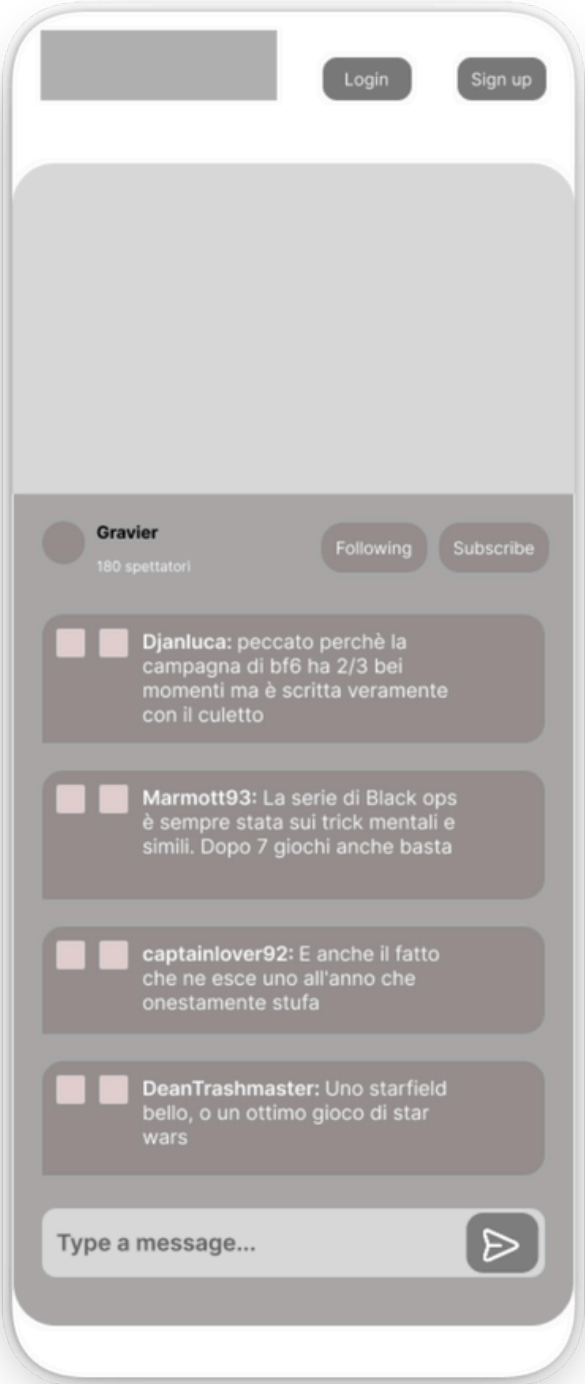 Login
Sign up
Gravier
180 spettatori
Following
Subscribe
Djanluca: peccato perchè la
campagna di bf6 ha 2/3 bei
momenti ma è scritta veramente
con il culetto
Marmott93: La serie di Black ops
è sempre stata sui trick mentali e
simili. Dopo 7 giochi anche basta
captainlover92: E anche il fatto
che ne esce uno all'anno che
onestamente stufa
DeanTrashmaster: Uno starfield
bello, o un ottimo gioco di star
wars
Type a message...